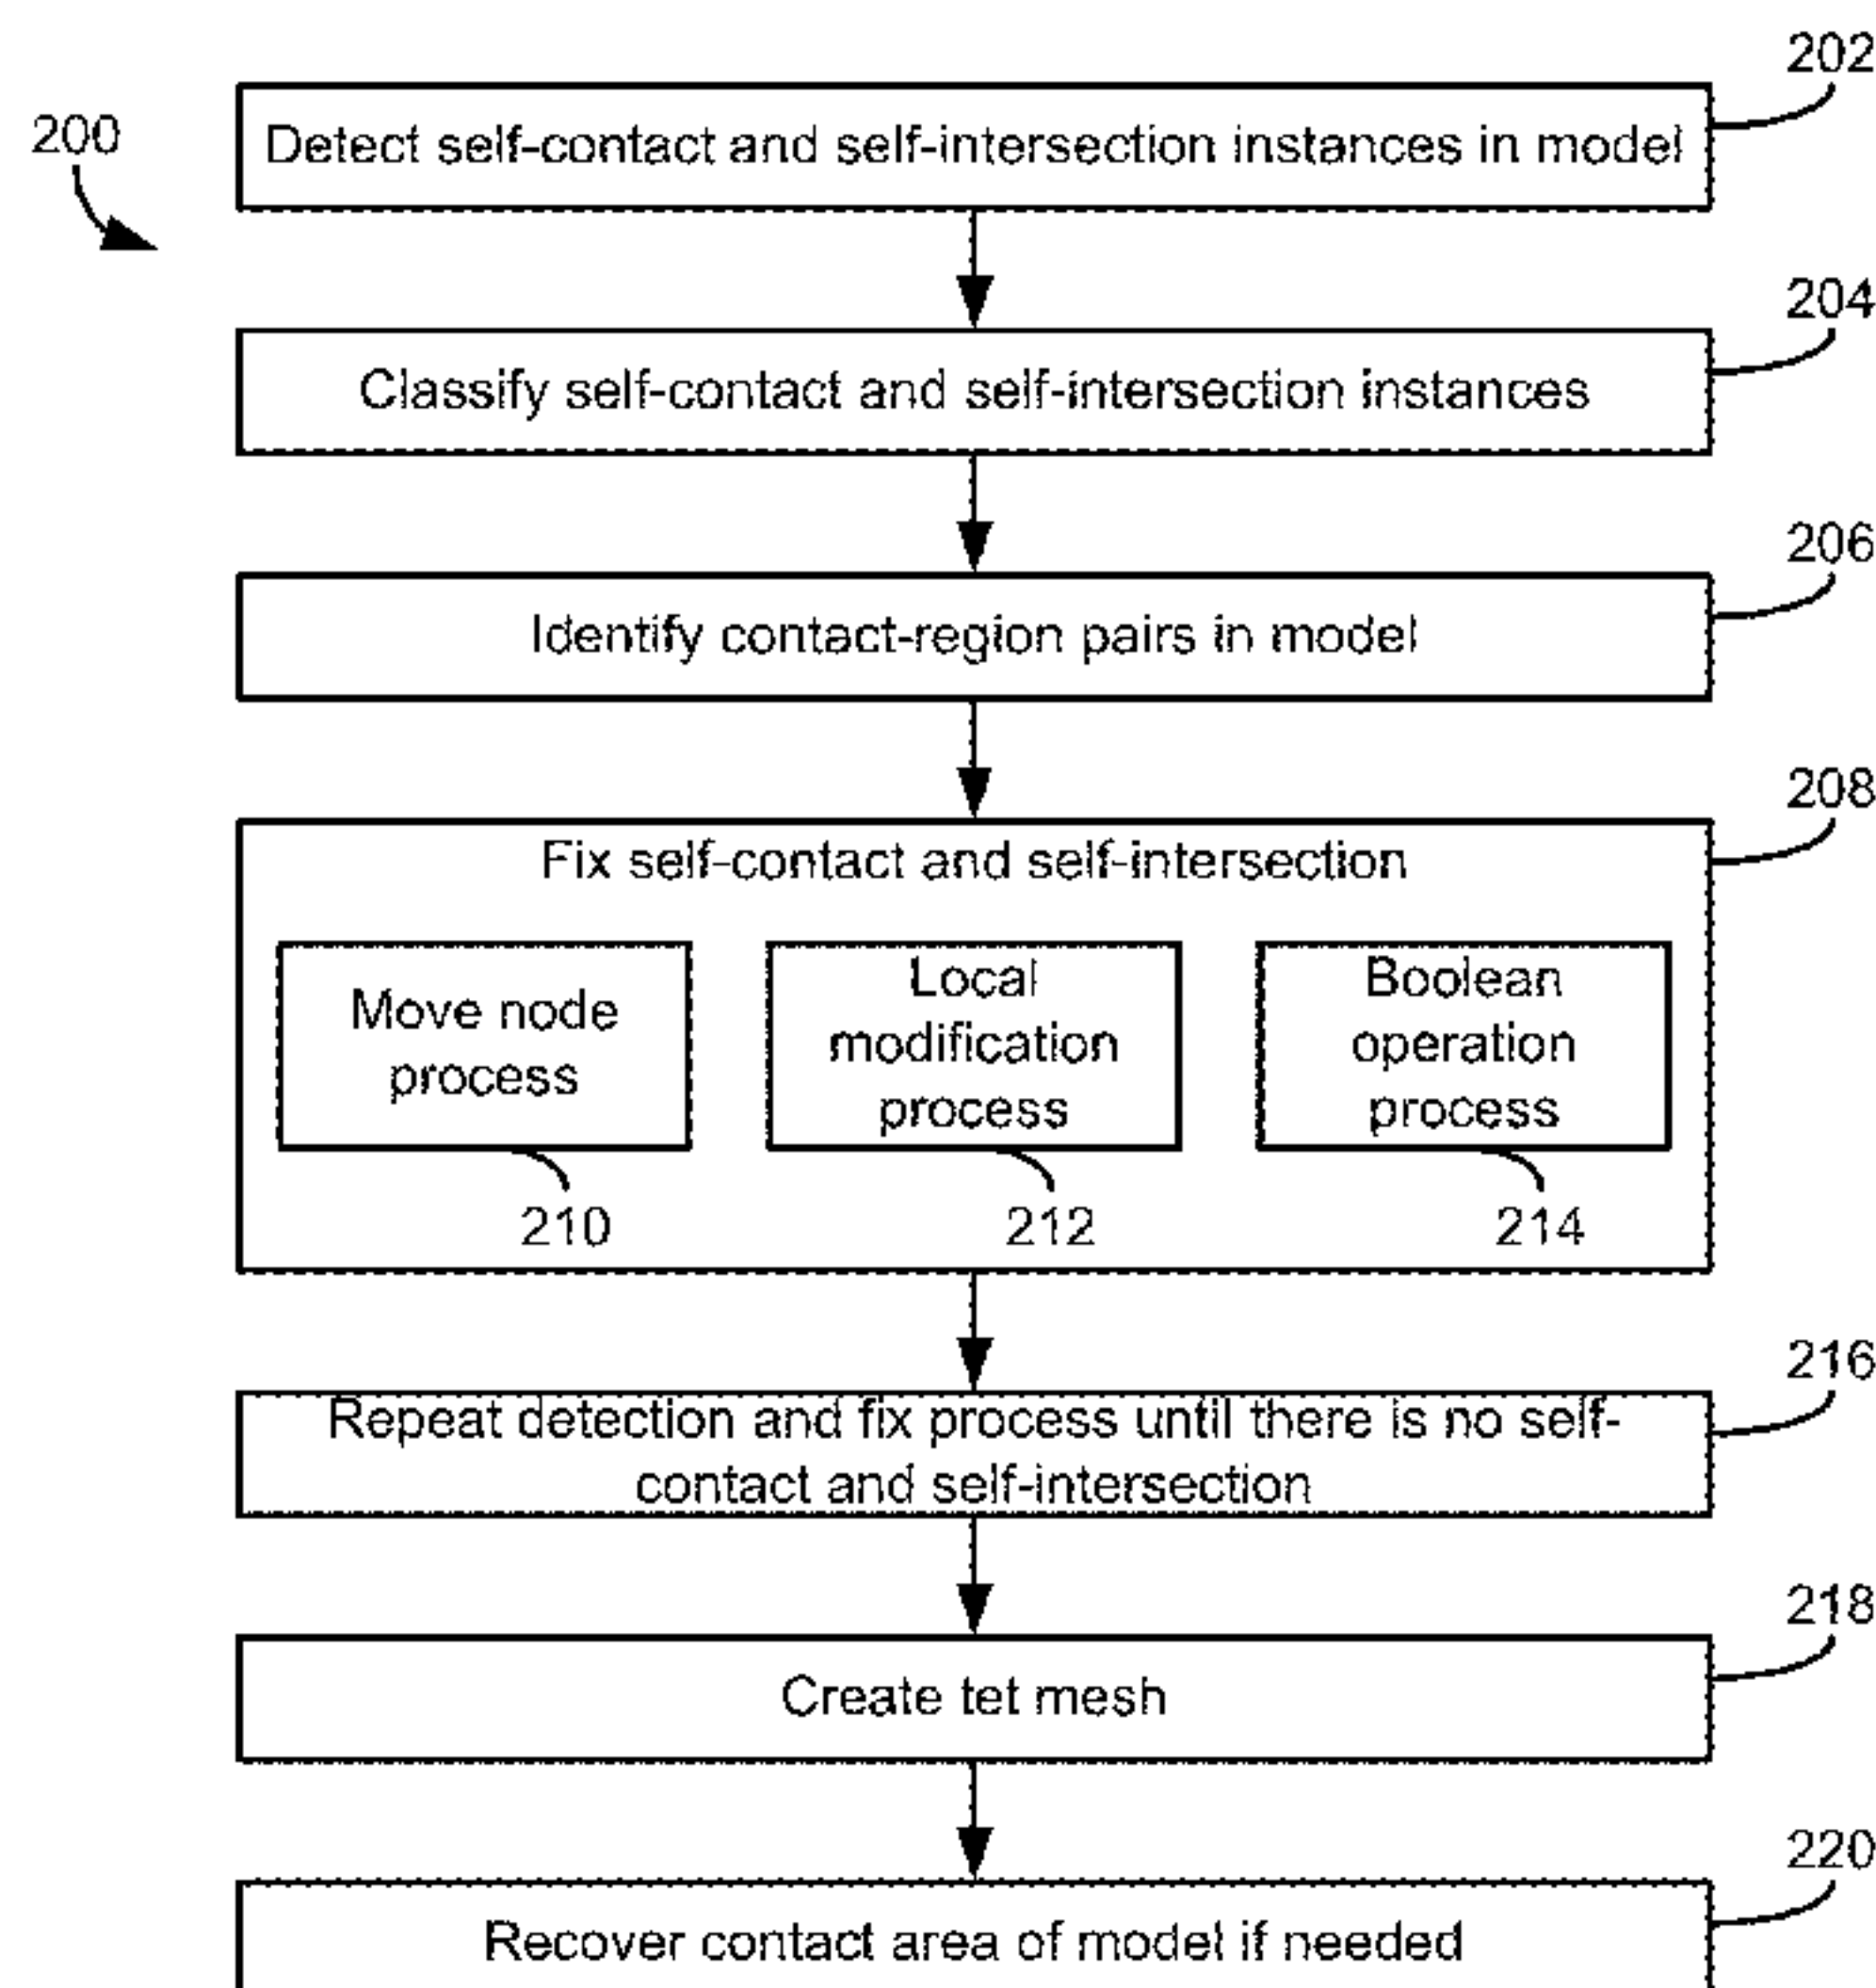 202
200
Detect self-contact and self-intersection instances in model
204
Classify self-contact and self-intersection instances
206
Identify contact-region pairs in model
208
Fix self-contact and self-intersection
Move node
process
Local
modification
process
Boolean
operation
process
210
212
214
216
Repeat detection and fix process until there is no self-
contact and self-intersection
218
Create tet mesh
220
Recover contact area of model if needed